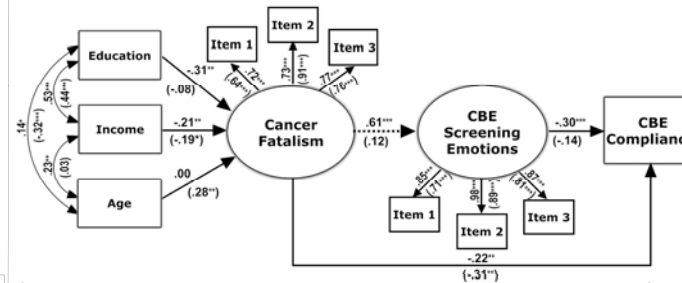 Education
Income
Age
.14*
(-.32***)
.53***
(.44***)
.23**
(.03)
-.31**
(-.08)
-.21**
(-.19*)
.00
(.28**)
Item 1
Item 2
Item 3
.72***
(.64***)
.73***
(.91***)
.77***
(.76***)
Cancer
Fatalism
.61***
(.12)
CBE
Screening
Emotions
.85***
(.71***)
.98***
(.89***)
.87***
(.81***)
Item 1
Item 2
Item 3
-.30***
(-.14)
CBE
Compliance
-.22**
(-.31**)